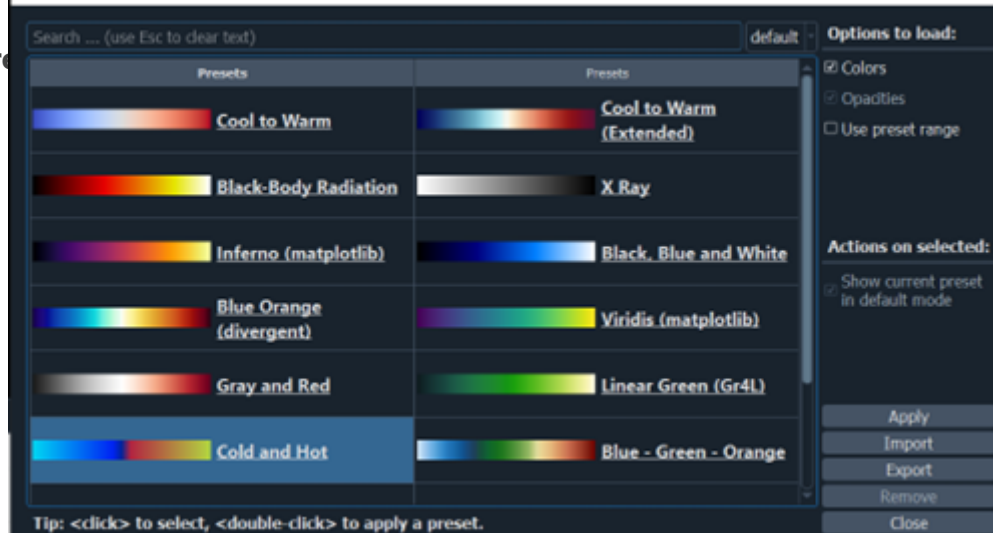 Search ... (use Esc to clear text)
default
Options to load:
Presets
Presets
Colors
Opacities
Use preset range
Cool to Warm
Cool to Warm
(Extended)
Black-Body Radiation
X Ray
Inferno (matplotlib)
Black, Blue and White
Blue Orange
(divergent)
Viridis (matplotlib)
Gray and Red
Linear Green (Gr4L)
Cold and Hot
Blue - Green - Orange
Actions on selected:
Show current preset
in default mode
Apply
Import
Export
Remove
Close
Tip: <click> to select, <double-click> to apply a preset.